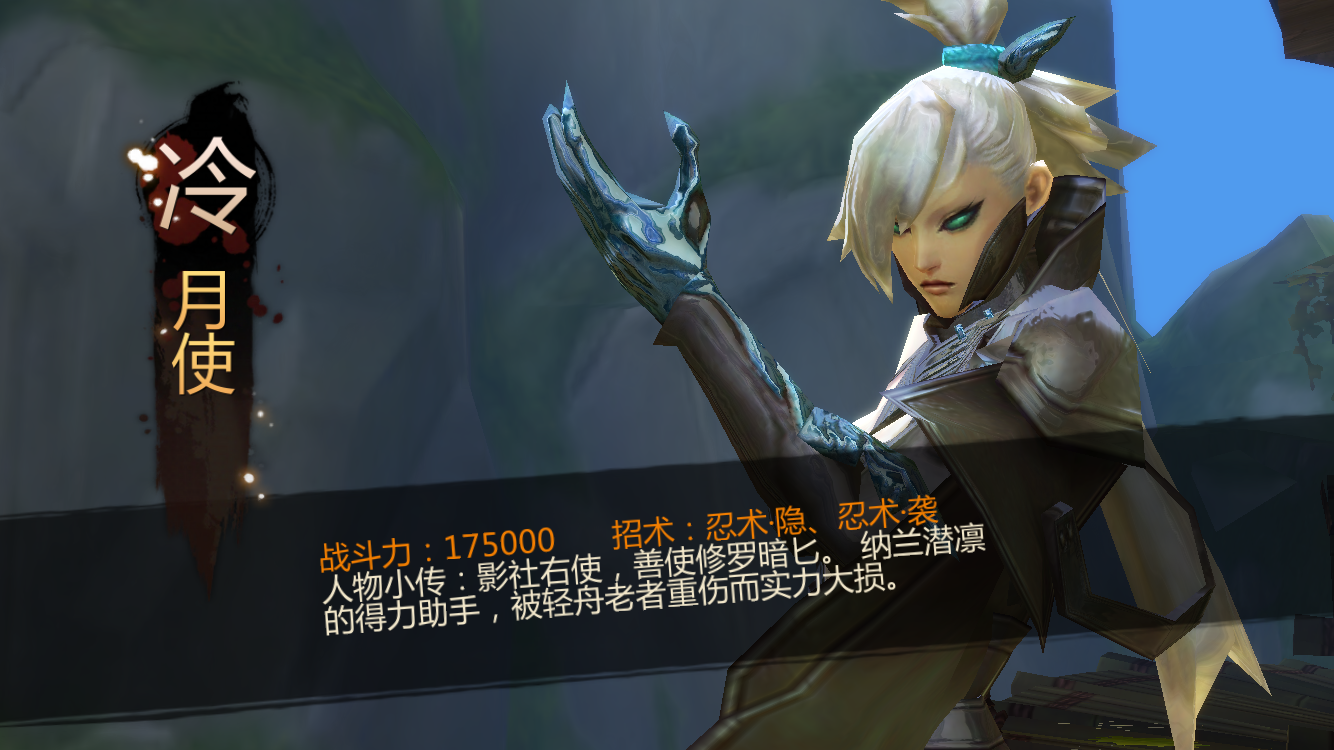 冷
月使
战斗力：175000 招术：忍术·隐、忍术·袭
人物小传：影社右使，善使修罗暗匕。 纳兰潜凛
的得力助手，被轻舟老者重伤而实力大损。